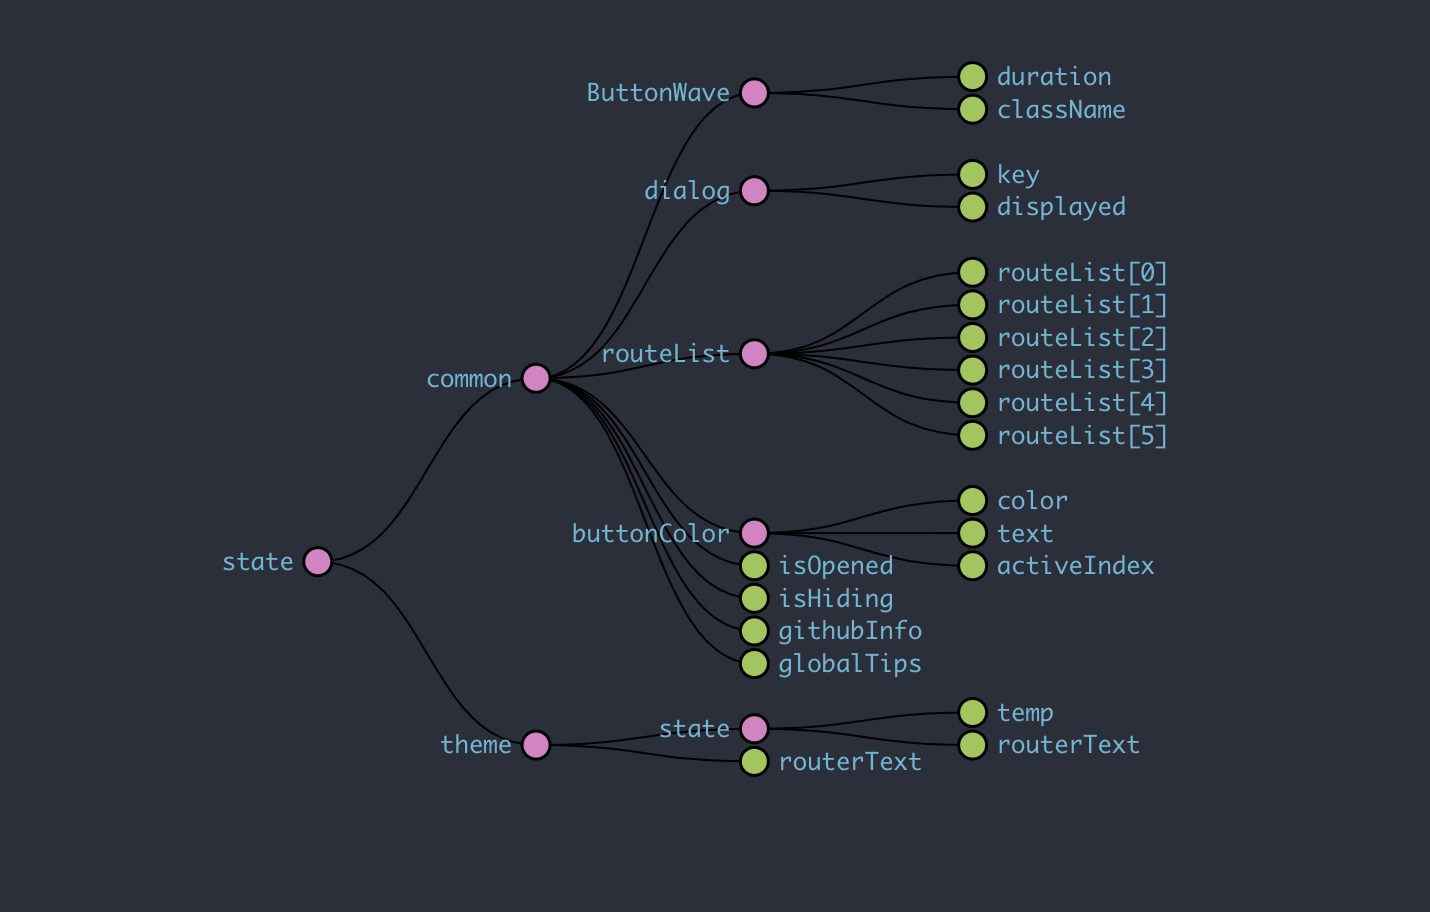 ButtonWave
duration
className
dialog
key
displayed
routeList
routeList[0]
routeList[1]
routeList[2]
routeList[3]
routeList[4]
routeList[5]
common
buttonColor
color
text
activeIndex
isOpened
isHiding
githubInfo
globalTips
state
theme
state
temp
routerText
routerText